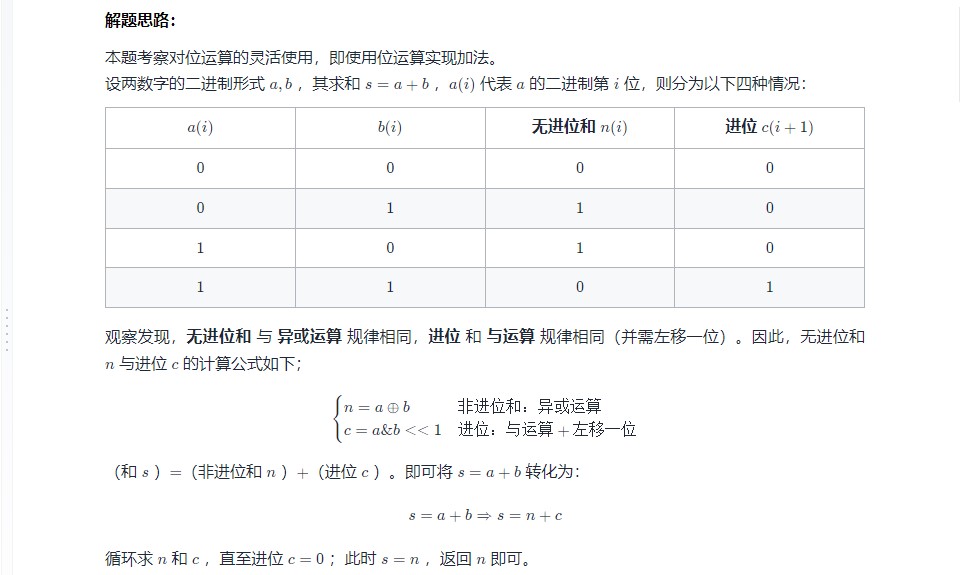 解题思路：
本题考察对位运算的灵活使用，即使用位运算实现加法。
设两数字的二进制形式 a, b ，其求和 s = a + b ，a(i) 代表 a 的二进制第 i 位，则分为以下四种情况：
a(i) b(i) 无进位和 n(i) 进位 c(i + 1)
0 0 0 0
0 1 1 0
1 0 1 0
1 1 0 1
观察发现，无进位和 与 异或运算 规律相同，进位 和 与运算 规律相同（并需左移一位）。因此，无进位和
n 与进位 c 的计算公式如下；
n = a ⊕ b 非进位和：异或运算
c = a&b << 1 进位：与运算 + 左移一位
（和 s ）=（非进位和 n ）+（进位 c ）。即可将 s = a + b 转化为：
s = a + b ⇒ s = n + c
循环求 n 和 c ，直至进位 c = 0 ；此时 s = n ，返回 n 即可。